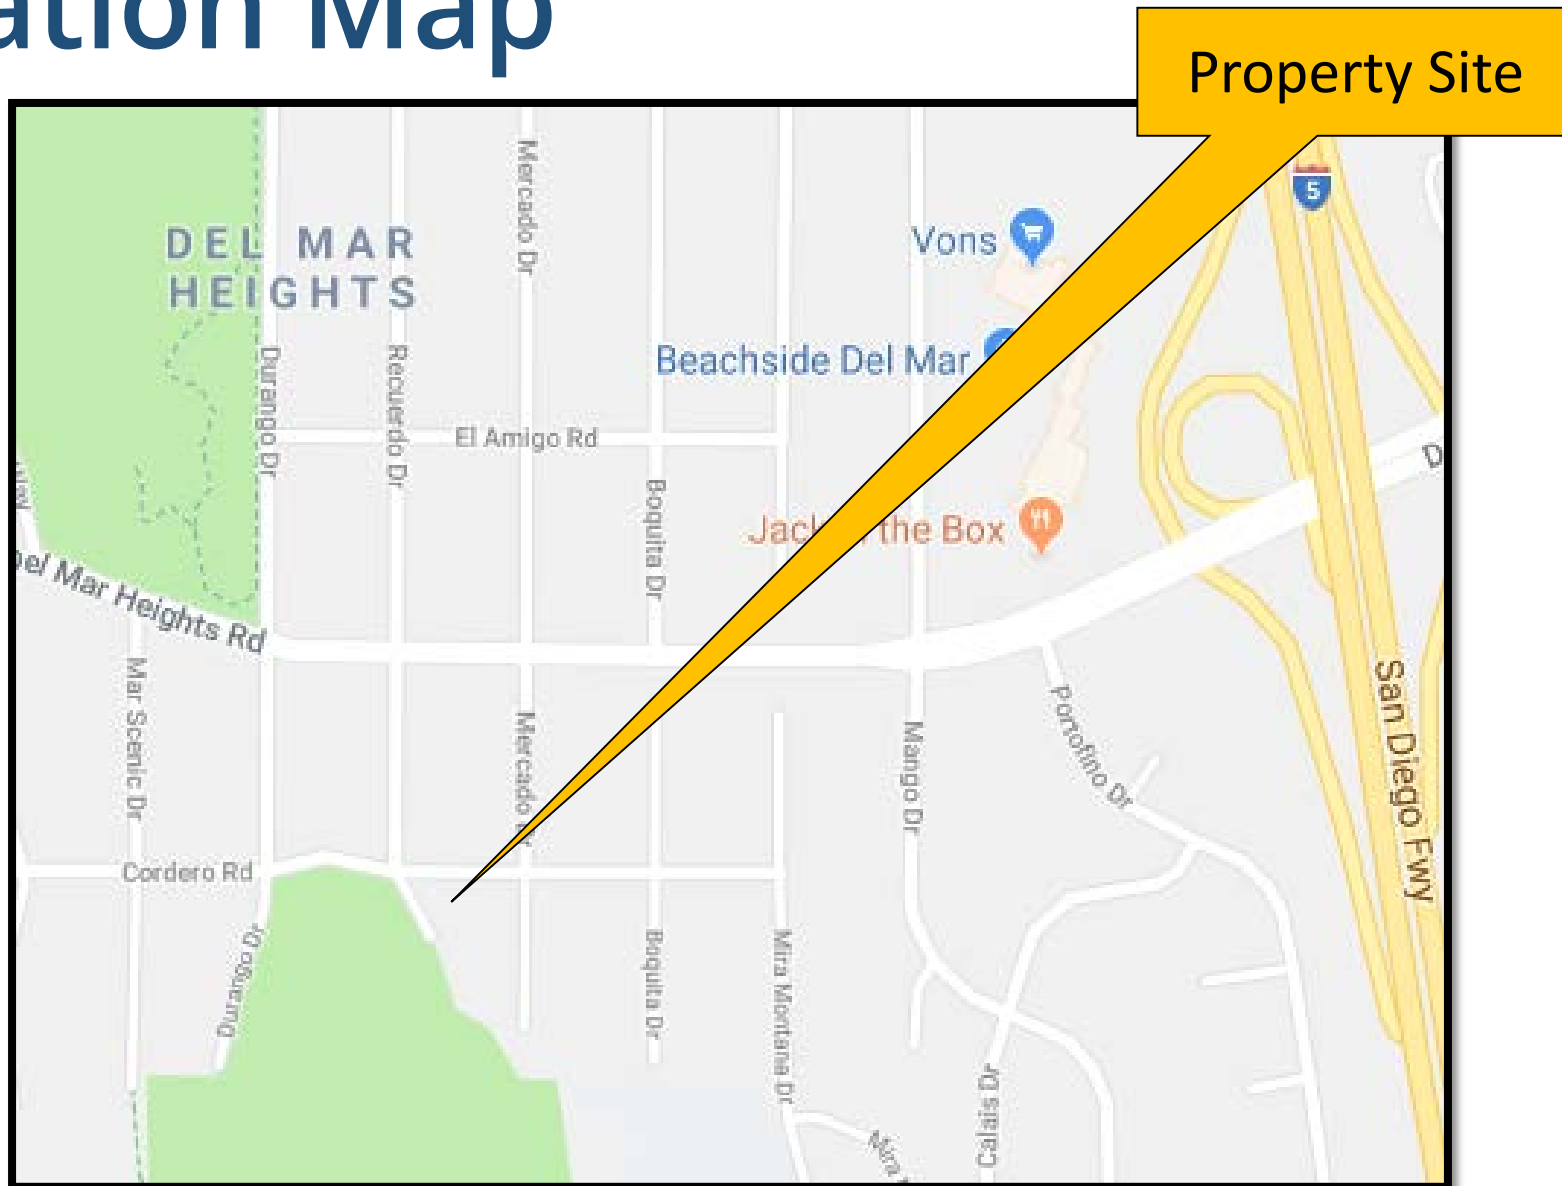 ation Map
Property Site
5
Mercado Dr
DEL MAR
HEIGHTS
Vons
Beachside Del Mar
Durango Dr
Recuerdo Dr
El Amigo Rd
Boquita Dr
Jack the Box
D
Del Mar Heights Rd
Mar Scenic Dr
Mercado Dr
Mango Dr
Portofino Dr
San Diego Fwy
Cordero Rd
Durango Dr
Boquita Dr
Mira Montana Dr
Calais Dr
Mira